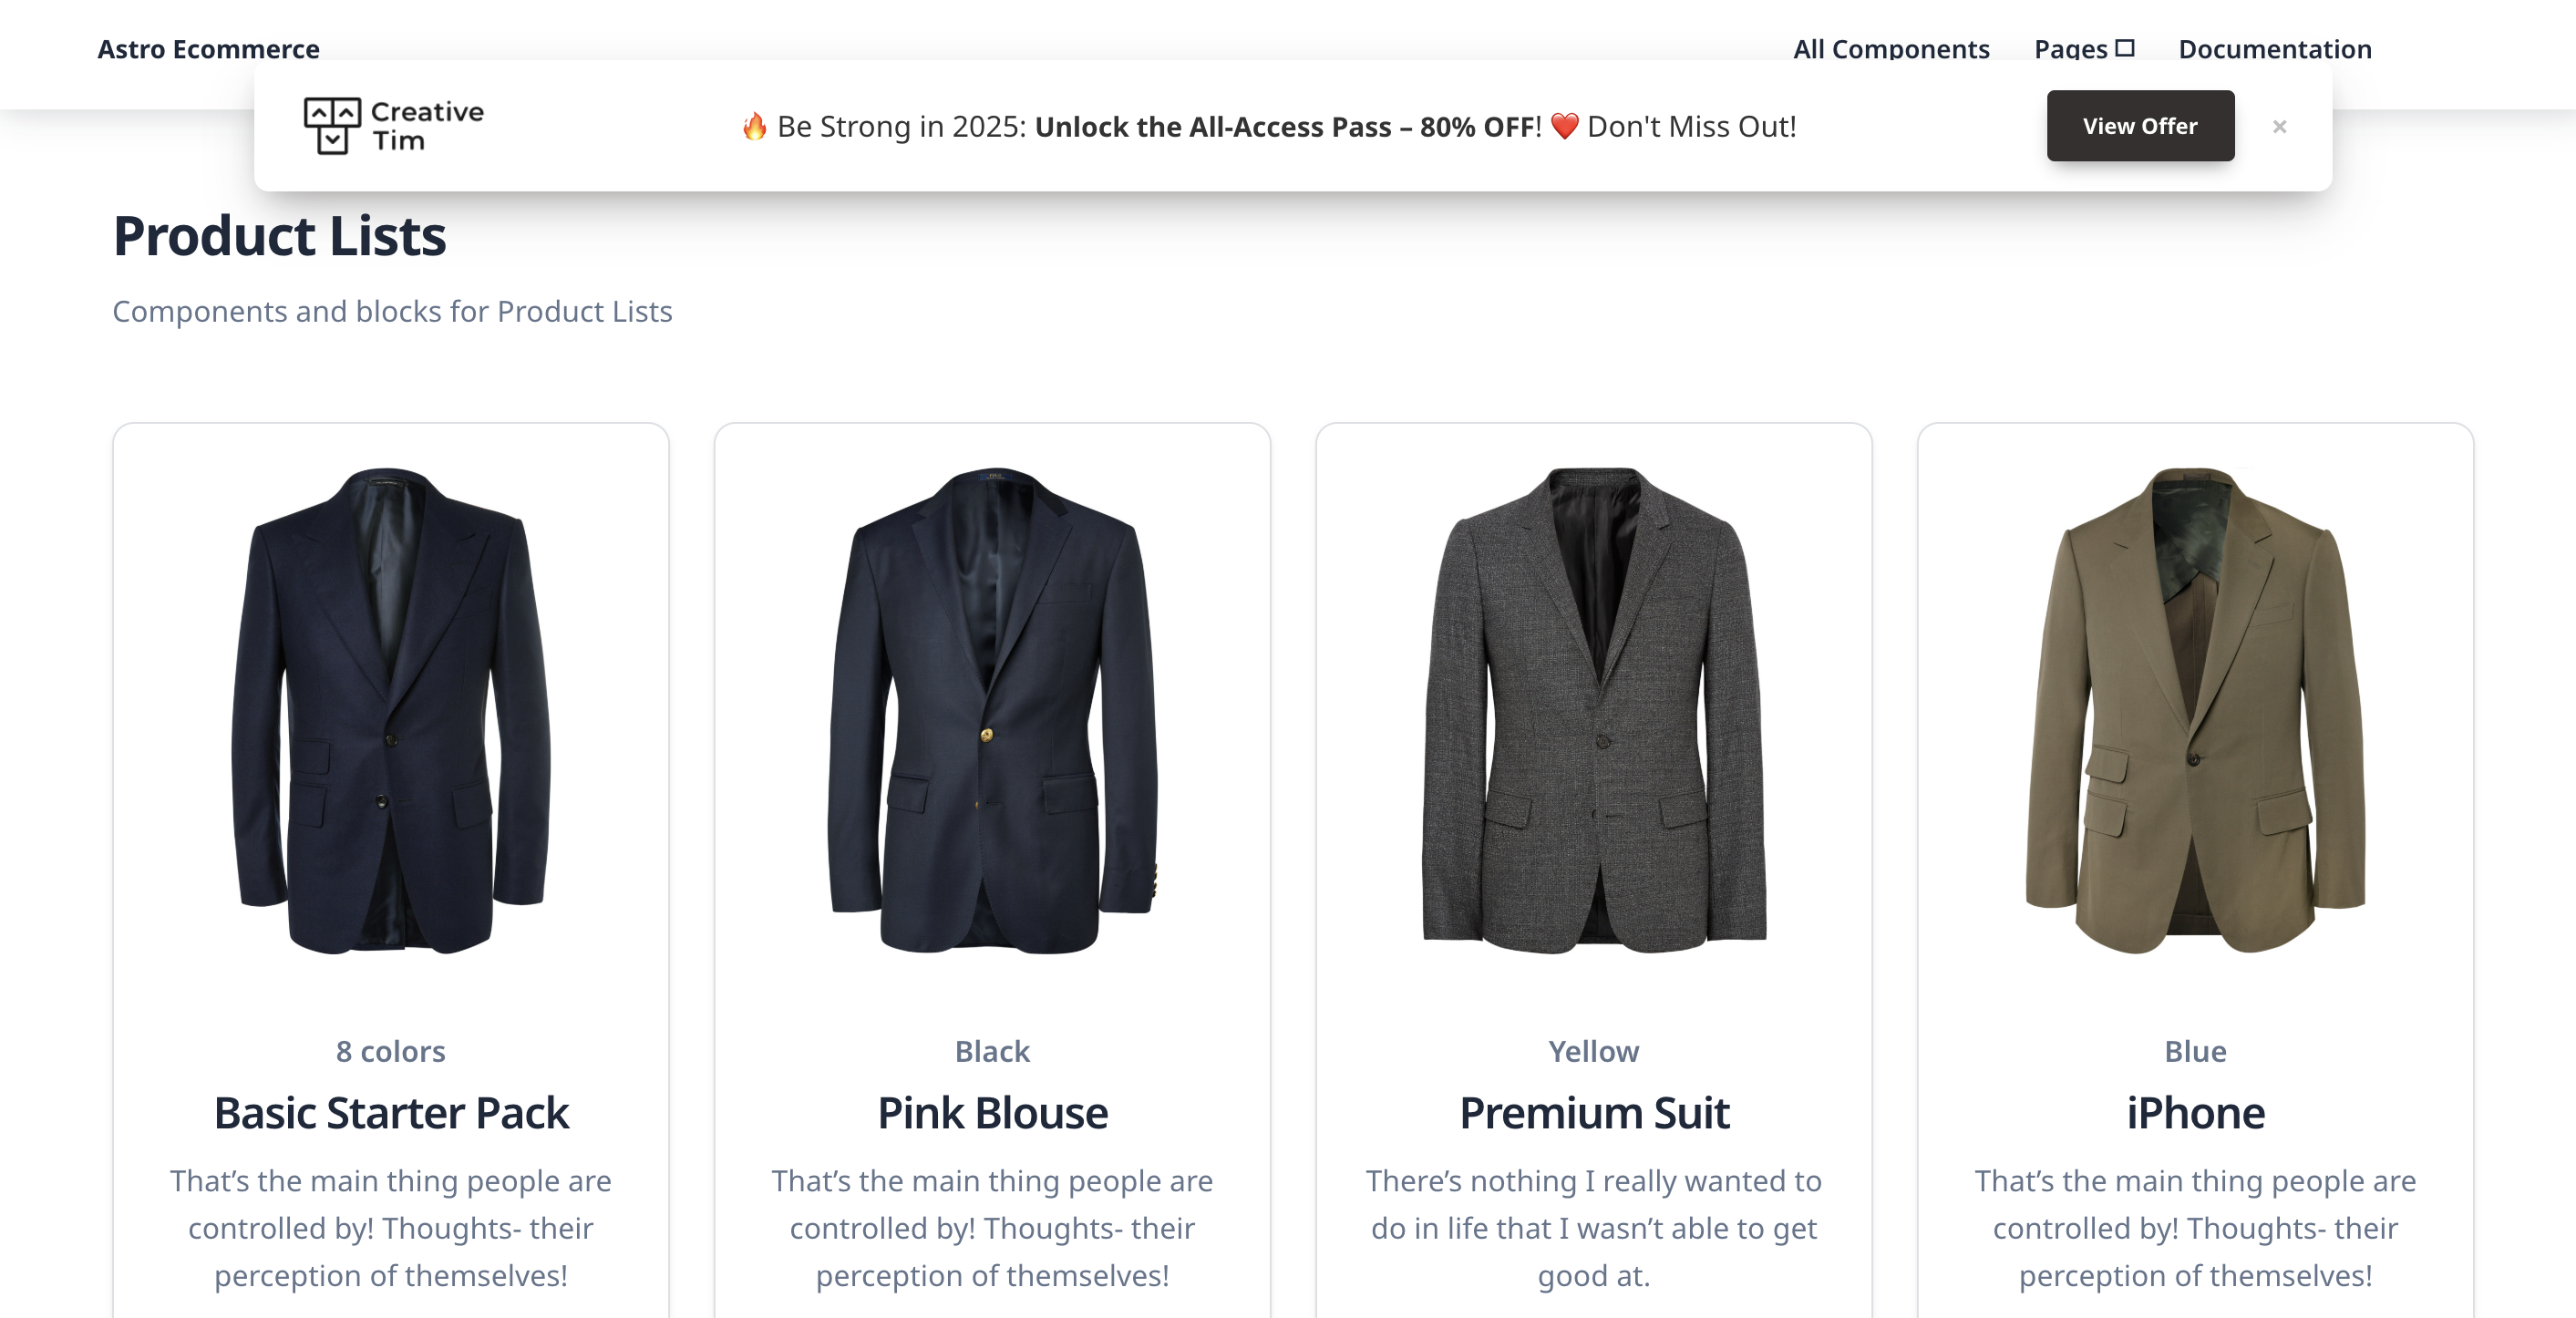 Astro Ecommerce
All Components Pages Documentation
Creative
Tim
🔥 Be Strong in 2025: Unlock the All-Access Pass – 80% OFF! ❤️ Don't Miss Out!
View Offer
×
Product Lists
Components and blocks for Product Lists
8 colors
Basic Starter Pack
That’s the main thing people are
controlled by! Thoughts- their
perception of themselves!
Black
Pink Blouse
That’s the main thing people are
controlled by! Thoughts- their
perception of themselves!
Yellow
Premium Suit
There’s nothing I really wanted to
do in life that I wasn’t able to get
good at.
Blue
iPhone
That’s the main thing people are
controlled by! Thoughts- their
perception of themselves!